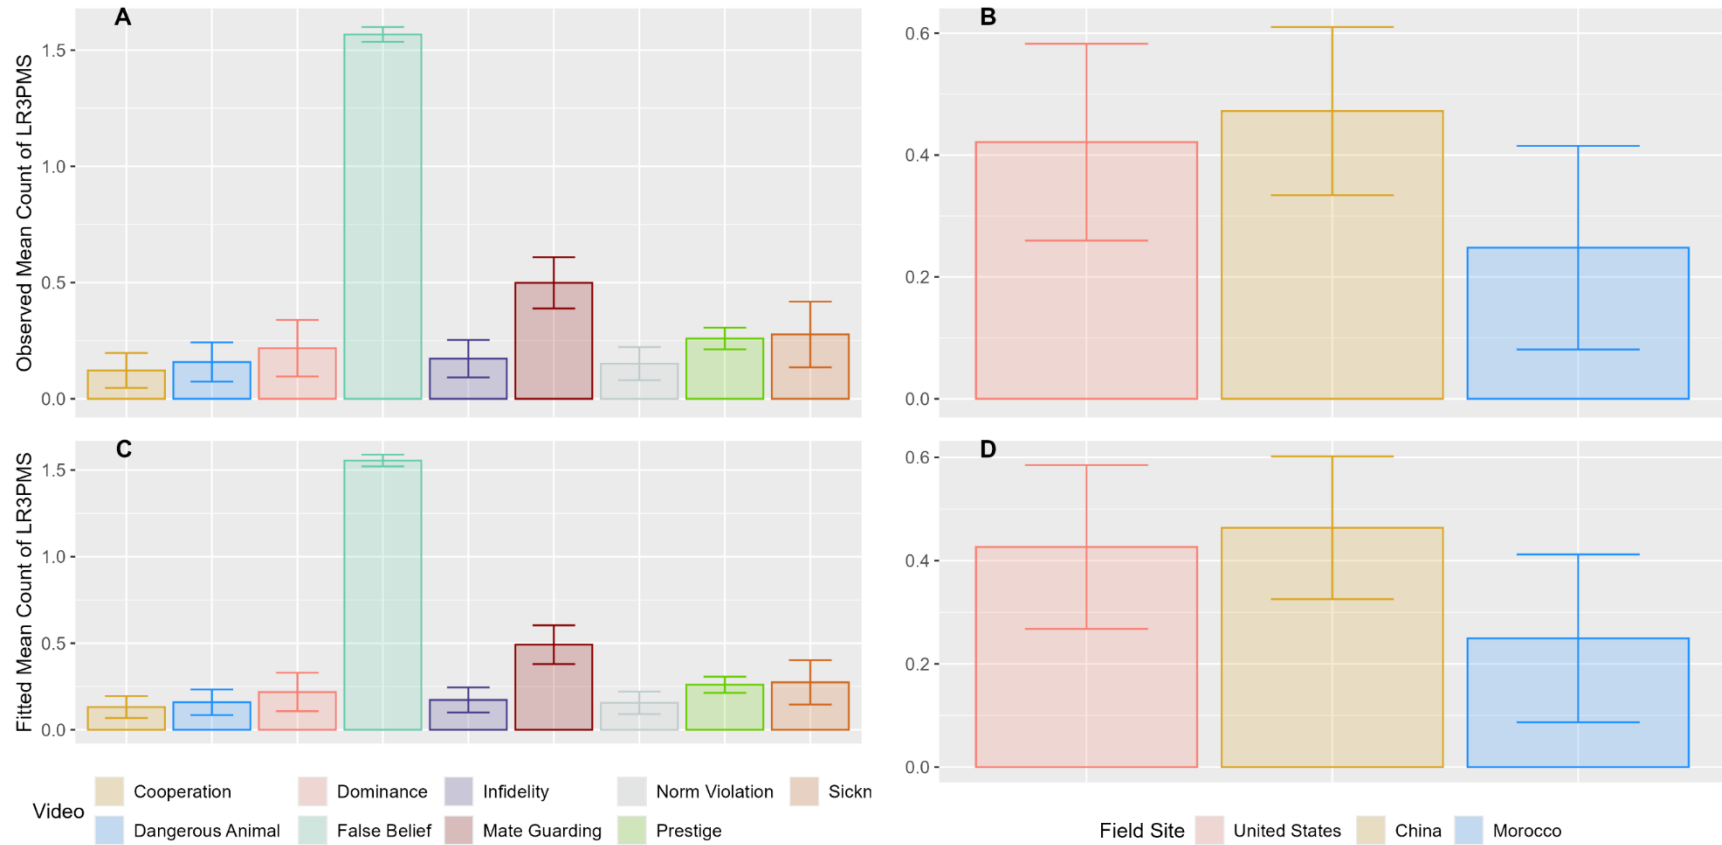 A
B
Observed Mean Count of LR3PMS
1.5
1.0
0.5
0.0
0.6
0.4
0.2
0.0
C
D
Fitted Mean Count of LR3PMS
1.5
1.0
0.5
0.0
0.6
0.4
0.2
0.0
Video
Cooperation
Dominance
Infidelity
Norm Violation
Sickn
Dangerous Animal
False Belief
Mate Guarding
Prestige
Field Site
United States
China
Morocco